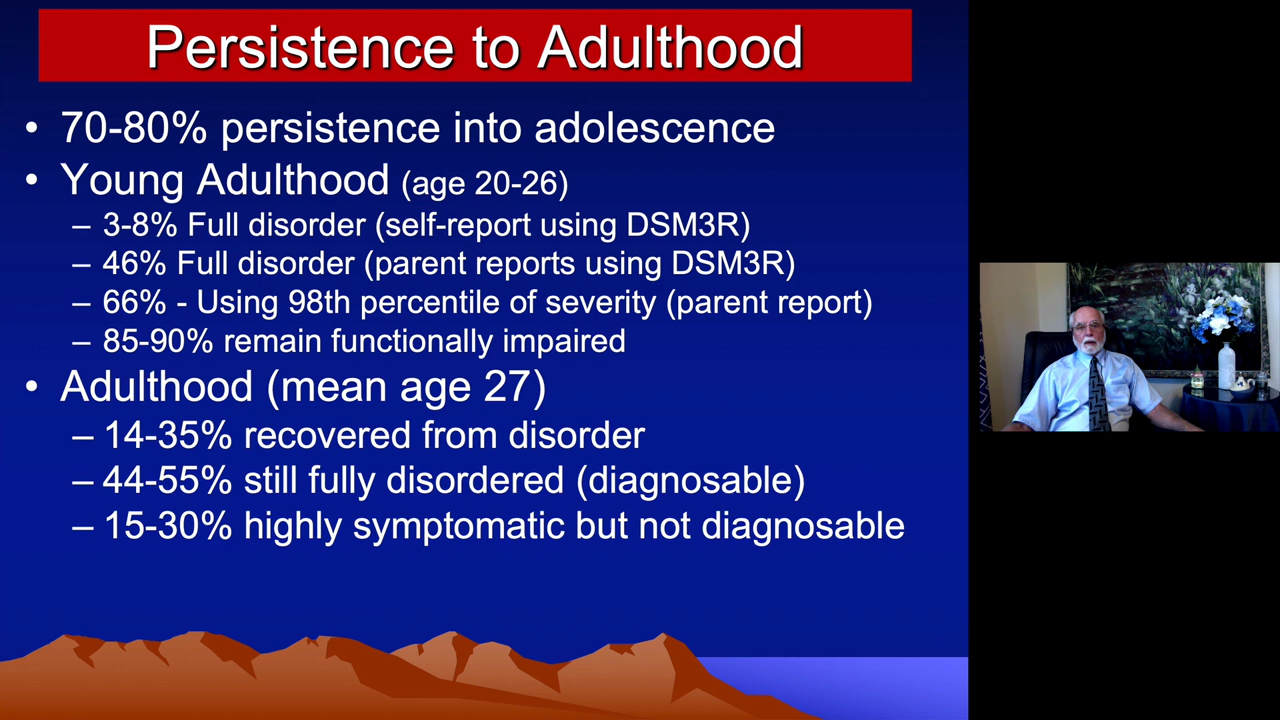 Persistence to Adulthood
• 70-80% persistence into adolescence
• Young Adulthood (age 20-26)
– 3-8% Full disorder (self-report using DSM3R)
– 46% Full disorder (parent reports using DSM3R)
– 66% - Using 98th percentile of severity (parent report)
– 85-90% remain functionally impaired
• Adulthood (mean age 27)
– 14-35% recovered from disorder
– 44-55% still fully disordered (diagnosable)
– 15-30% highly symptomatic but not diagnosable